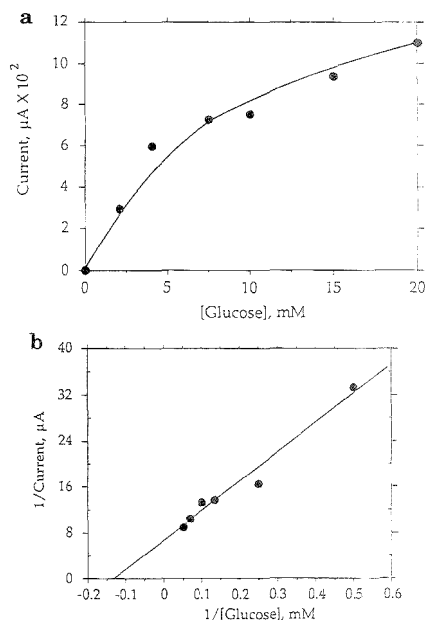 a
12
10
8
6
4
2
0
Current, µA X 10²
0 5 10 15 20
[Glucose], mM
b
40
32
24
16
8
0
1/Current, µA
-0.2 -0.1 0 0.1 0.2 0.3 0.4 0.5 0.6
1/[Glucose], mM